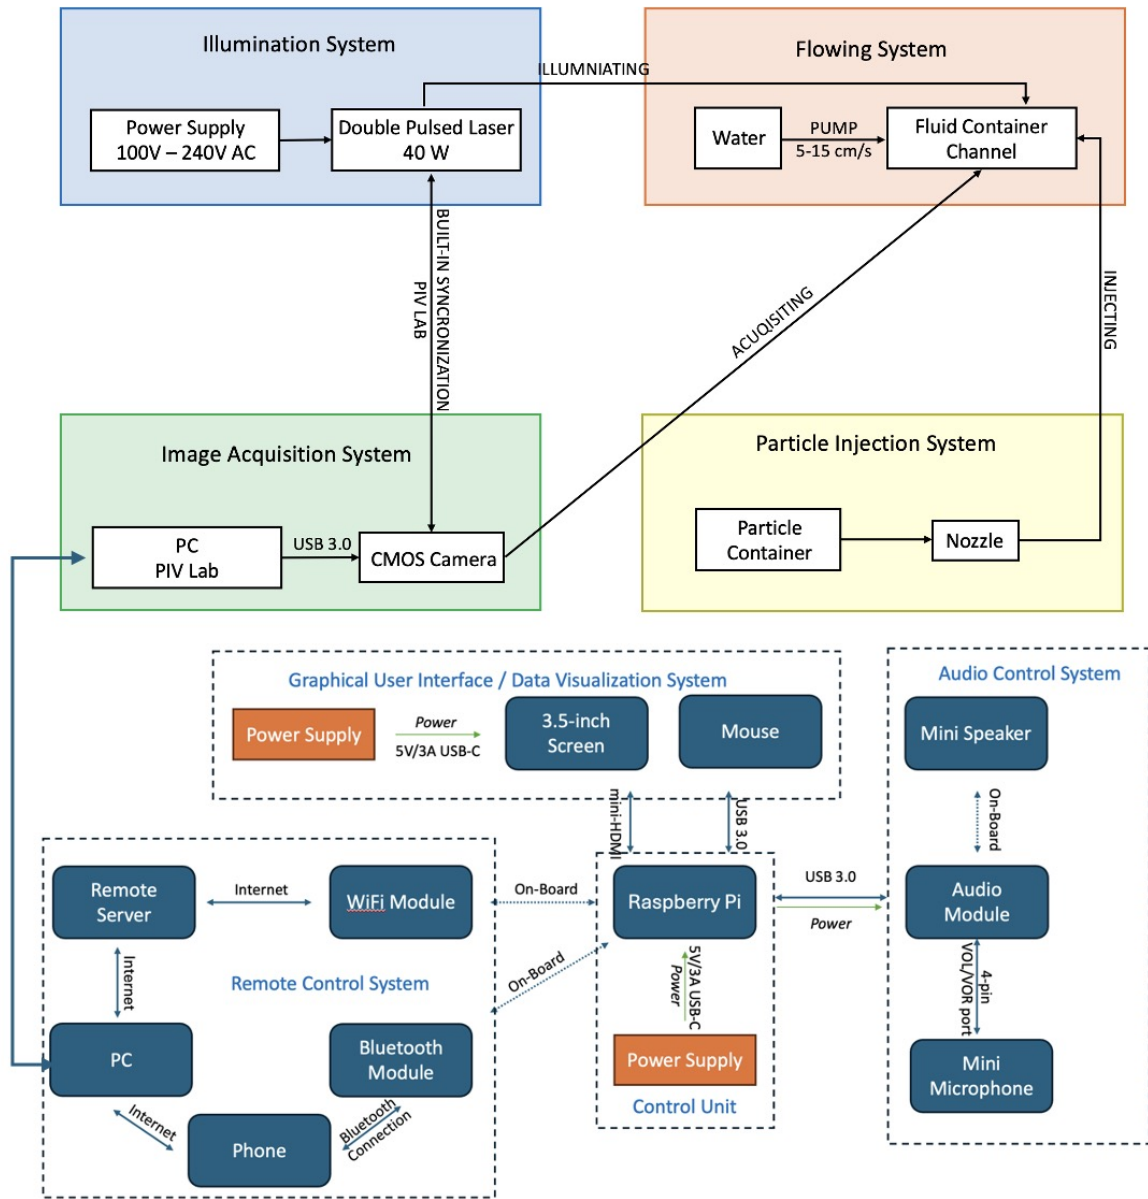 Illumination System
Flowing System
ILLUMNIATING
Power Supply
100V – 240V AC
Double Pulsed Laser
40 W
Water
PUMP
5-15 cm/s
Fluid Container
Channel
BUILT-IN SYNCRONIZATION
PIV LAB
ACUQISITING
INJECTING
Image Acquisition System
Particle Injection System
PC
PIV Lab
USB 3.0
CMOS Camera
Particle
Container
Nozzle
Graphical User Interface / Data Visualization System
Audio Control System
Power Supply
Power
5V/3A USB-C
3.5-inch
Screen
Mouse
Mini Speaker
mini-HDMI
USB 3.0
On-Board
Remote
Server
Internet
WiFi Module
On-Board
Raspberry Pi
USB 3.0
Power
Audio
Module
Internet
Remote Control System
On-Board
5V/3A USB-C
Power
4-pin
VOL/VOR port
PC
Bluetooth
Module
Power Supply
Mini
Microphone
Control Unit
Internet
Phone
Bluetooth
Connection